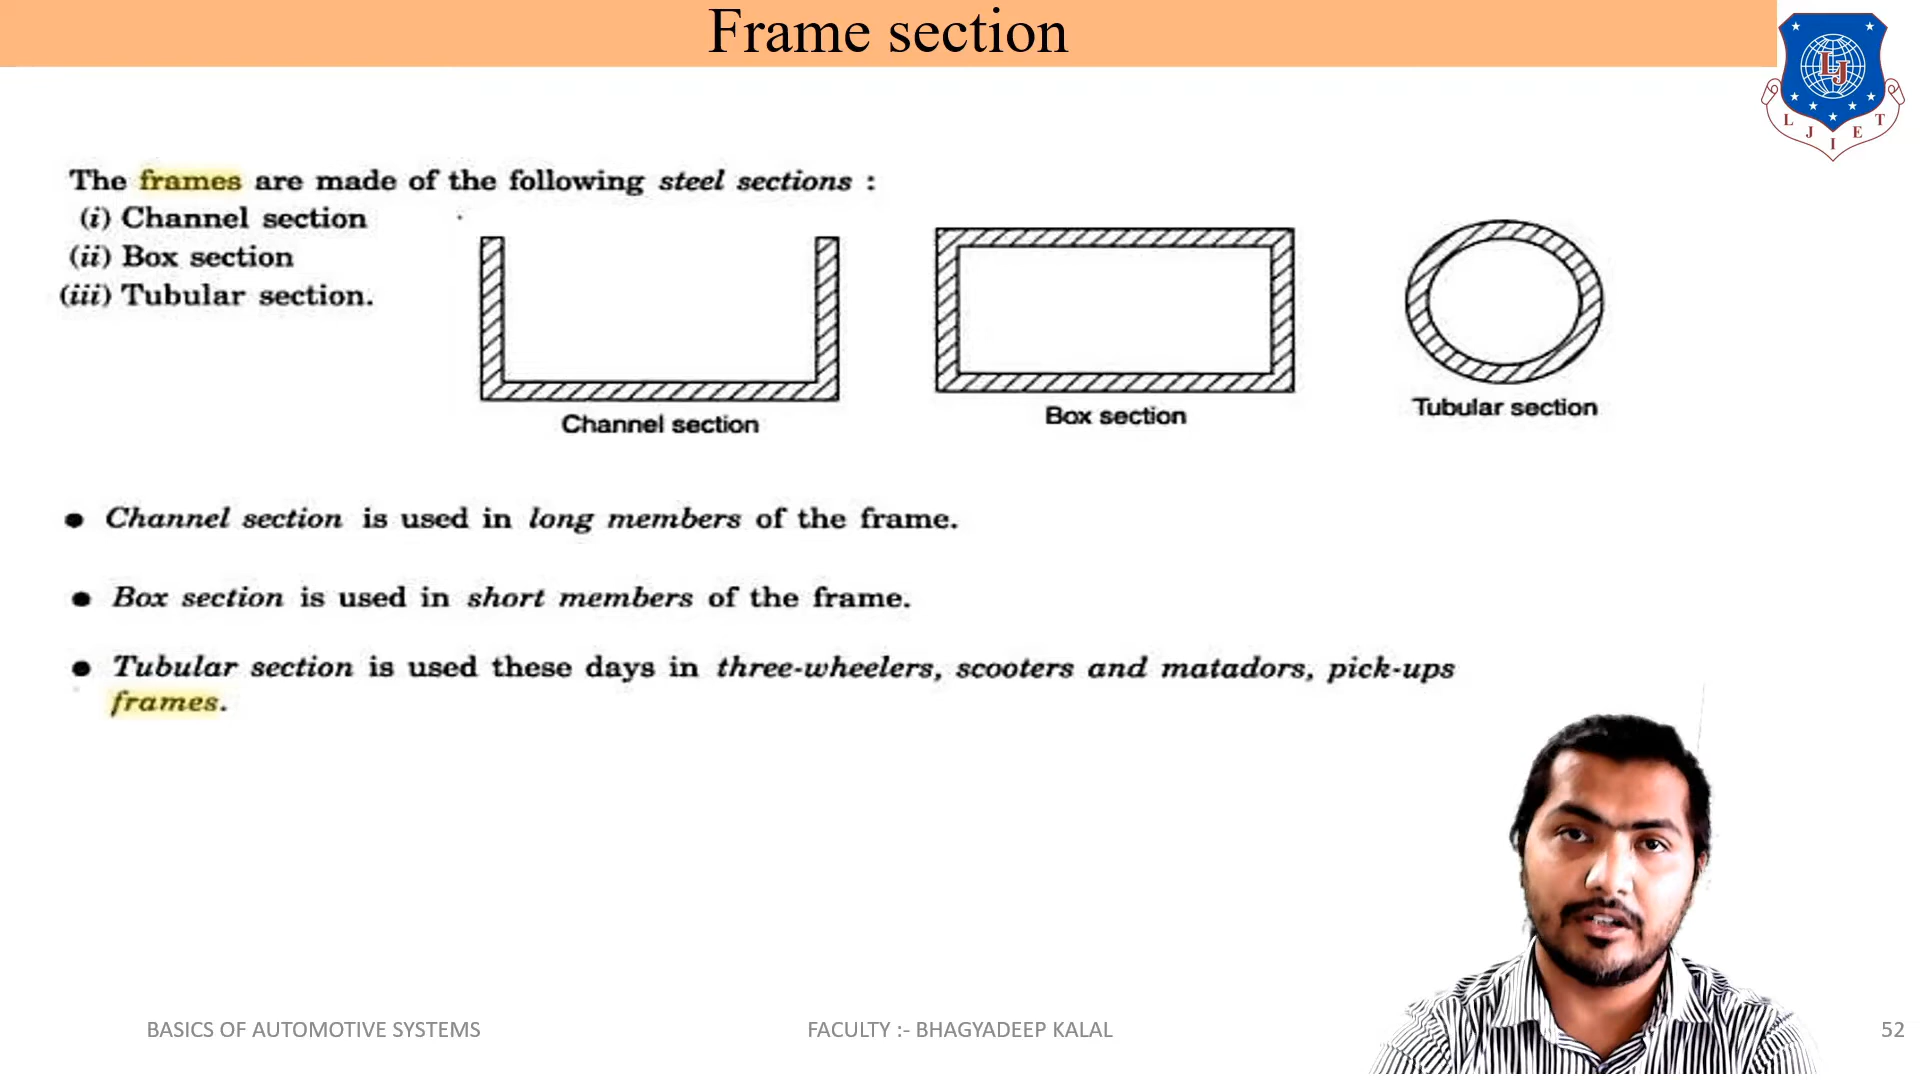 Frame section
LJ
L J I E T
The frames are made of the following steel sections :
(i) Channel section
(ii) Box section
(iii) Tubular section.
Channel section
Box section
Tubular section
• Channel section is used in long members of the frame.
• Box section is used in short members of the frame.
• Tubular section is used these days in three-wheelers, scooters and matadors, pick-ups
frames.
BASICS OF AUTOMOTIVE SYSTEMS
FACULTY :- BHAGYADEEP KALAL
52